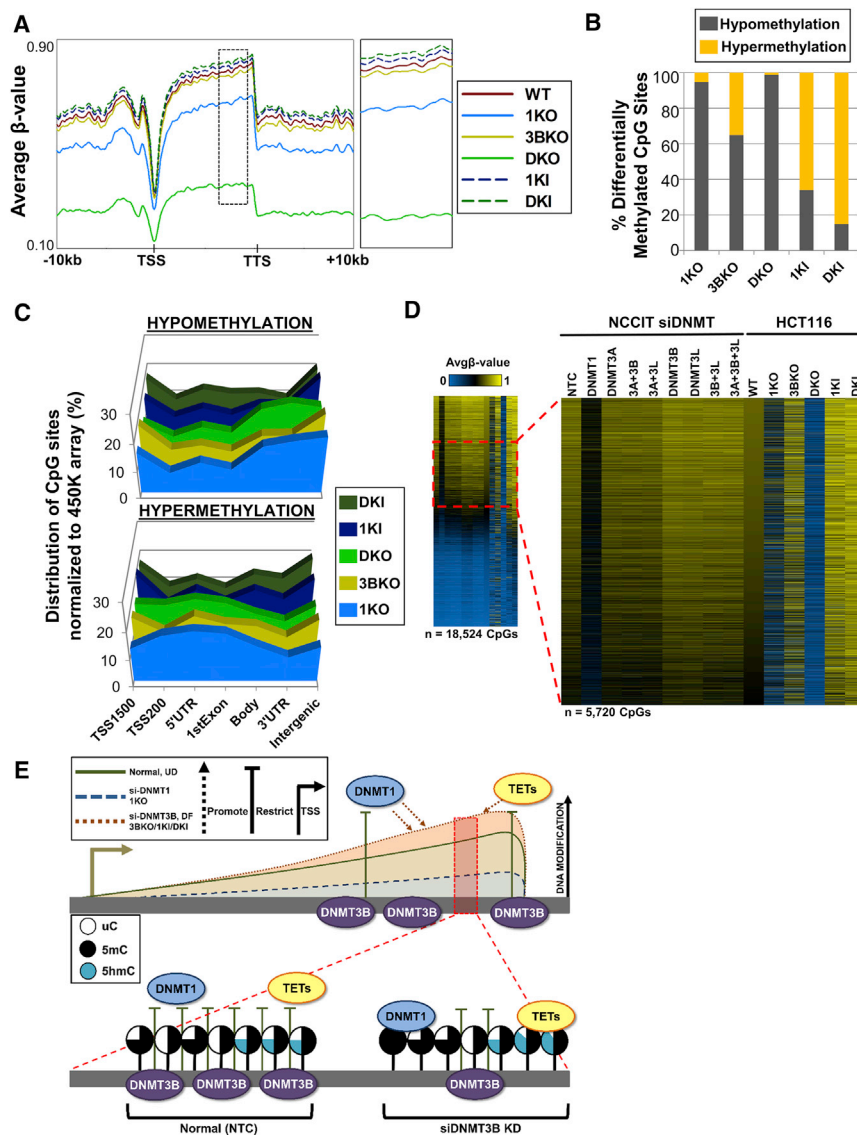 A
0.90
Average β-value
0.10
-10kb
TSS
TTS
+10kb
WT
1KO
3BKO
DKO
1KI
DKI
B
Hypomethylation
Hypermethylation
% Differentially
Methylated CpG Sites
100
80
60
40
20
0
1KO
3BKO
DKO
1KI
DKI
C
HYPOMETHYLATION
30
20
10
0
HYPERMETHYLATION
30
20
10
0
Distribution of CpG sites
normalized to 450K array (%)
TSS1500
TSS200
5'UTR
1stExon
Body
3'UTR
Intergenic
DKI
1KI
DKO
3BKO
1KO
D
Avgβ-value
0 1
n = 18,524 CpGs
NCCIT siDNMT
HCT116
NTC
DNMT1
DNMT3A
3A+3B
3A+3L
DNMT3B
DNMT3L
3B+3L
3A+3B+3L
WT
1KO
3BKO
DKO
1KI
DKI
n = 5,720 CpGs
E
Normal, UD
si-DNMT1
1KO
si-DNMT3B, DF
3BKO/1KI/DKI
Promote
Restrict
TSS
DNMT1
TETs
DNA MODIFICATION
DNMT3B
DNMT3B
DNMT3B
uC
5mC
5hmC
DNMT1
TETs
DNMT3B
DNMT3B
DNMT3B
Normal (NTC)
DNMT1
TETs
DNMT3B
siDNMT3B KD